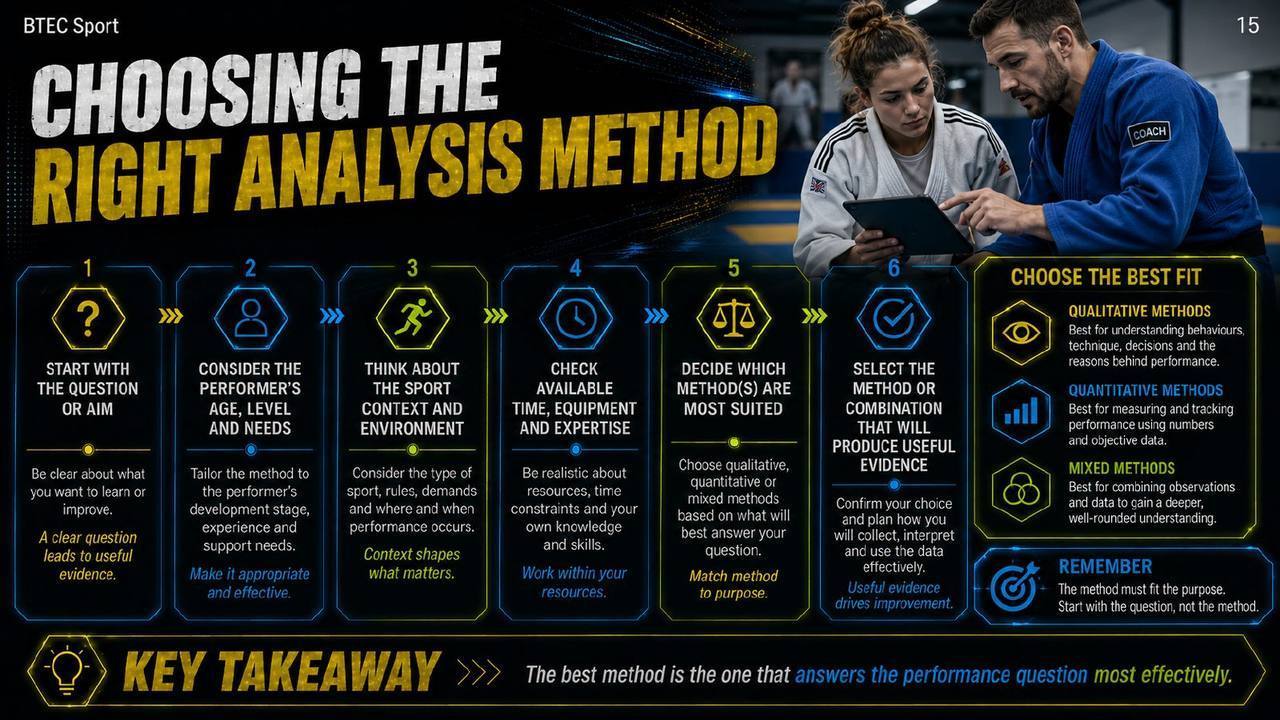 BTEC Sport
15
CHOOSING THE
RIGHT ANALYSIS METHOD
COACH
1
START WITH
THE QUESTION
OR AIM
Be clear about what
you want to learn or
improve.
A clear question
leads to useful
evidence.
2
CONSIDER THE
PERFORMER'S
AGE, LEVEL
AND NEEDS
Tailor the method to
the performer's
development stage,
experience and
support needs.
Make it appropriate
and effective.
3
THINK ABOUT
THE SPORT
CONTEXT AND
ENVIRONMENT
Consider the type of
sport, rules, demands
and where and when
performance occurs.
Context shapes
what matters.
4
CHECK
AVAILABLE
TIME, EQUIPMENT
AND EXPERTISE
Be realistic about
resources, time
constraints and your
own knowledge
and skills.
Work within your
resources.
5
DECIDE WHICH
METHOD(S) ARE
MOST SUITED
Choose qualitative,
quantitative or
mixed methods
based on what will
best answer your
question.
Match method
to purpose.
6
SELECT THE
METHOD OR
COMBINATION
THAT WILL
PRODUCE USEFUL
EVIDENCE
Confirm your choice
and plan how you
will collect, interpret
and use the data
effectively.
Useful evidence
drives improvement.
CHOOSE THE BEST FIT
QUALITATIVE METHODS
Best for understanding behaviours,
technique, decisions and the
reasons behind performance.
QUANTITATIVE METHODS
Best for measuring and tracking
performance using numbers
and objective data.
MIXED METHODS
Best for combining observations
and data to gain a deeper,
well-rounded understanding.
REMEMBER
The method must fit the purpose.
Start with the question, not the method.
KEY TAKEAWAY
The best method is the one that answers the performance question most effectively.